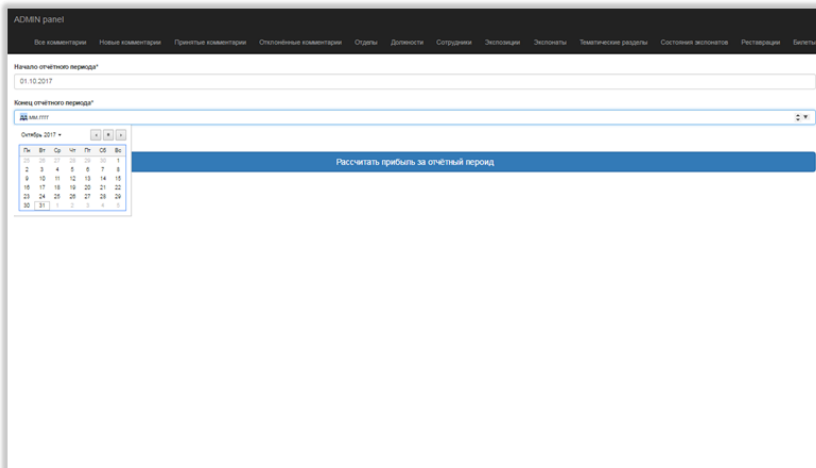 ADMIN panel
Все комментарии Новые комментарии Принятые комментарии Отклонённые комментарии Отделы Должности Сотрудники Экспозиции Экспонаты Тематические разделы Состояния экспонатов Реставрации Билеты
Начало отчётного периода*
01.10.2017
Конец отчётного периода*
дд.мм.гггг
Октябрь 2017
Пн Вт Ср Чт Пт Сб Вс
25 26 27 28 29 30 1
2 3 4 5 6 7 8
9 10 11 12 13 14 15
16 17 18 19 20 21 22
23 24 25 26 27 28 29
30 31 1 2 3 4 5
Рассчитать прибыль за отчётный пероид